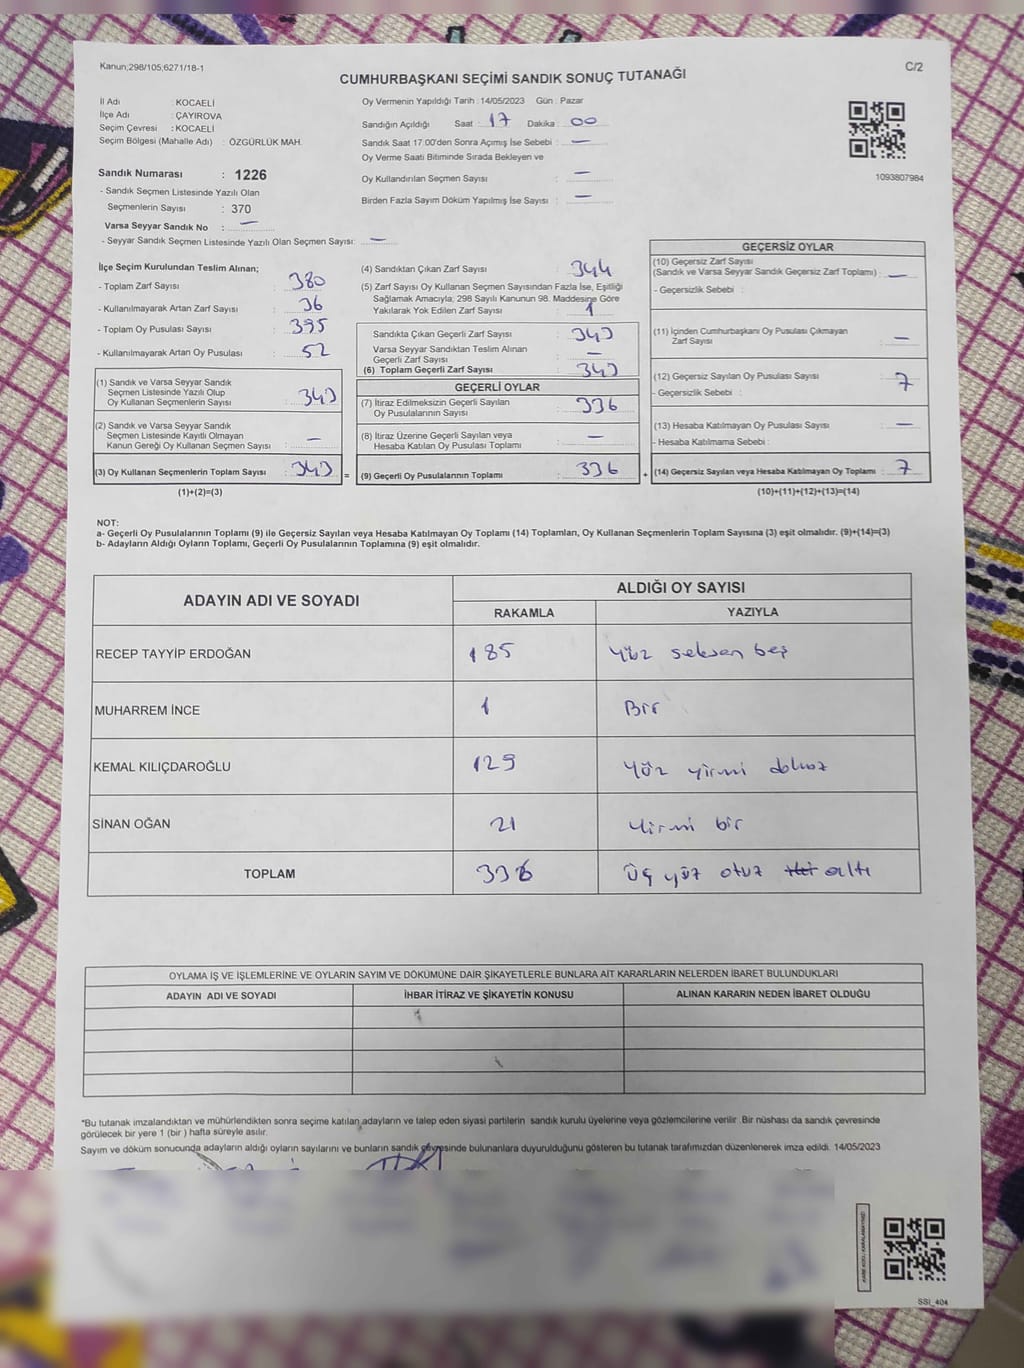 Kanun;298/105,6271/18-1
C/2
CUMHURBAŞKANI SEÇİMİ SANDIK SONUÇ TUTANAĞI
İl Adı : KOCAELİ
İlçe Adı : ÇAYIROVA
Seçim Çevresi : KOCAELİ
Seçim Bölgesi (Mahalle Adı) : ÖZGÜRLÜK MAH.
Sandık Numarası : 1226
- Sandık Seçmen Listesinde Yazılı Olan
Seçmenlerin Sayısı : 370
Varsa Seyyar Sandık No : —
- Seyyar Sandık Seçmen Listesinde Yazılı Olan Seçmen Sayısı: —
Oy Vermenin Yapıldığı Tarih : 14/05/2023 Gün : Pazar
Sandığın Açıldığı Saat : 17 Dakika : 00
Sandık Saat 17:00'den Sonra Açımış İse Sebebi : —
Oy Verme Saati Bitiminde Sırada Bekleyen ve
Oy Kullandırılan Seçmen Sayısı : —
Birden Fazla Sayım Döküm Yapılmış İse Sayısı : —
1093807984
İlçe Seçim Kurulundan Teslim Alınan;
- Toplam Zarf Sayısı : 380
- Kullanılmayarak Artan Zarf Sayısı : 36
- Toplam Oy Pusulası Sayısı : 395
- Kullanılmayarak Artan Oy Pusulası : 52
(1) Sandık ve Varsa Seyyar Sandık
Seçmen Listesinde Yazılı Olup
Oy Kullanan Seçmenlerin Sayısı : 343
(2) Sandık ve Varsa Seyyar Sandık
Seçmen Listesinde Kayıtlı Olmayan
Kanun Gereği Oy Kullanan Seçmen Sayısı : —
(3) Oy Kullanan Seçmenlerin Toplam Sayısı : 343 =
(1)+(2)=(3)
(4) Sandıktan Çıkan Zarf Sayısı : 344
(5) Zarf Sayısı Oy Kullanan Seçmen Sayısından Fazla İse, Eşitliği
Sağlamak Amacıyla; 298 Sayılı Kanunun 98. Maddesine Göre
Yakılarak Yok Edilen Zarf Sayısı : 1
Sandıkta Çıkan Geçerli Zarf Sayısı : 343
Varsa Seyyar Sandıktan Teslim Alınan
Geçerli Zarf Sayısı : —
(6) Toplam Geçerli Zarf Sayısı : 343
GEÇERLİ OYLAR
(7) İtiraz Edilmeksizin Geçerli Sayılan
Oy Pusulalarının Sayısı : 336
(8) İtiraz Üzerine Geçerli Sayılan veya
Hesaba Katılan Oy Pusulası Toplamı : —
(9) Geçerli Oy Pusulalarının Toplamı : 336 +
GEÇERSİZ OYLAR
(10) Geçersiz Zarf Sayısı
(Sandık ve Varsa Seyyar Sandık Geçersiz Zarf Toplamı) : —
- Geçersizlik Sebebi :
(11) İçinden Cumhurbaşkanı Oy Pusulası Çıkmayan
Zarf Sayısı : —
(12) Geçersiz Sayılan Oy Pusulası Sayısı : 7
- Geçersizlik Sebebi :
(13) Hesaba Katılmayan Oy Pusulası Sayısı : —
- Hesaba Katılmama Sebebi :
(14) Geçersiz Sayılan veya Hesaba Katılmayan Oy Toplamı : 7
(10)+(11)+(12)+(13)=(14)
NOT:
a- Geçerli Oy Pusulalarının Toplamı (9) ile Geçersiz Sayılan veya Hesaba Katılmayan Oy Toplamı (14) Toplamları, Oy Kullanan Seçmenlerin Toplam Sayısına (3) eşit olmalıdır. (9)+(14)=(3)
b- Adayların Aldığı Oyların Toplamı, Geçerli Oy Pusulalarının Toplamına (9) eşit olmalıdır.
ADAYIN ADI VE SOYADI ALDIĞI OY SAYISI
RAKAMLA YAZIYLA
RECEP TAYYİP ERDOĞAN 185 Yüz seksen beş
MUHARREM İNCE 1 Bir
KEMAL KILIÇDAROĞLU 129 Yüz yirmi dokuz
SİNAN OĞAN 21 Yirmi bir
TOPLAM 336 Üç yüz otuz altı
OYLAMA İŞ VE İŞLEMLERİNE VE OYLARIN SAYIM VE DÖKÜMÜNE DAİR ŞİKAYETLERLE BUNLARA AİT KARARLARIN NELERDEN İBARET BULUNDUKLARI
ADAYIN ADI VE SOYADI İHBAR İTİRAZ VE ŞİKAYETİN KONUSU ALINAN KARARIN NEDEN İBARET OLDUĞU
*Bu tutanak imzalandıktan ve mühürlendikten sonra seçime katılan adayların ve talep eden siyasi partilerin sandık kurulu üyelerine veya gözlemcilerine verilir. Bir nüshası da sandık çevresinde
görülecek bir yere 1 (bir ) hafta süreyle asılır.
Sayım ve döküm sonucunda adayların aldığı oyların sayılarını ve bunların sandık çevresinde bulunanlara duyurulduğunu gösteren bu tutanak tarafımızdan düzenlenerek imza edildi. 14/05/2023
SSI_404